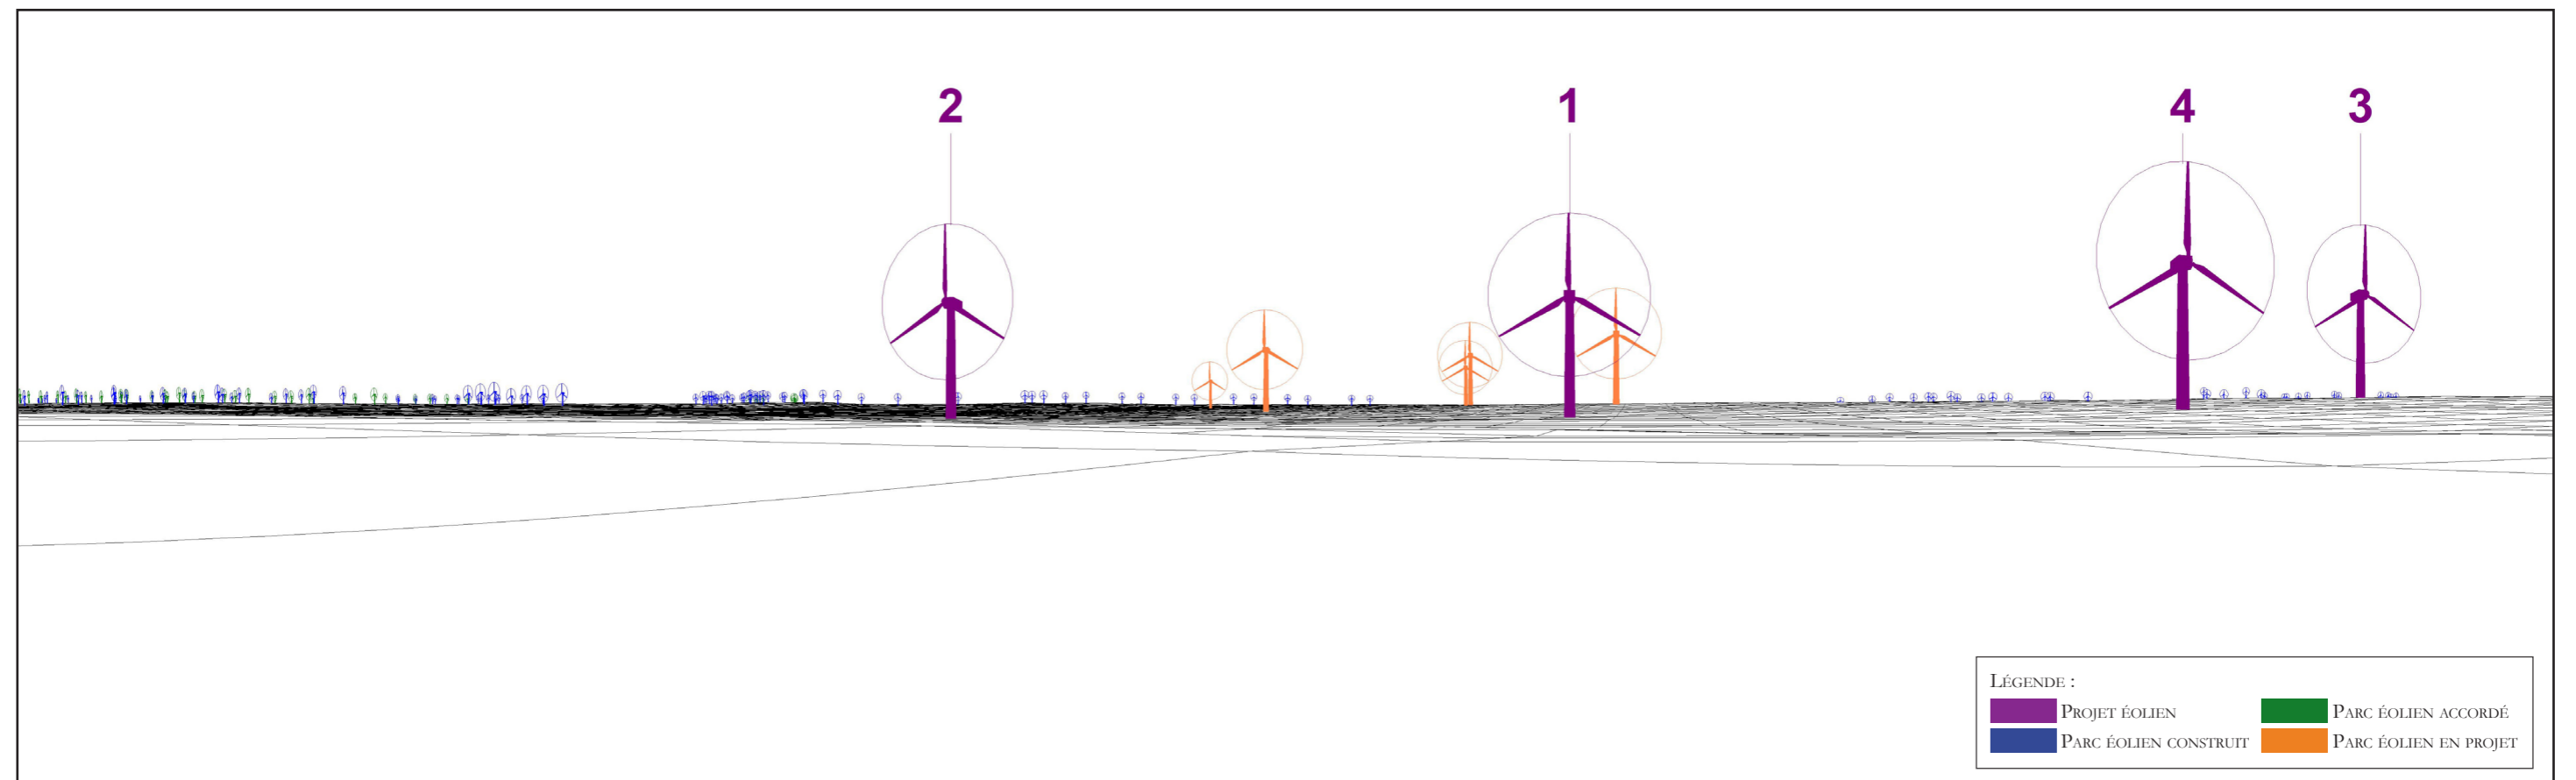 2 1 4 3
Légende :
Projet éolien Parc éolien accordé
Parc éolien construit Parc éolien en projet